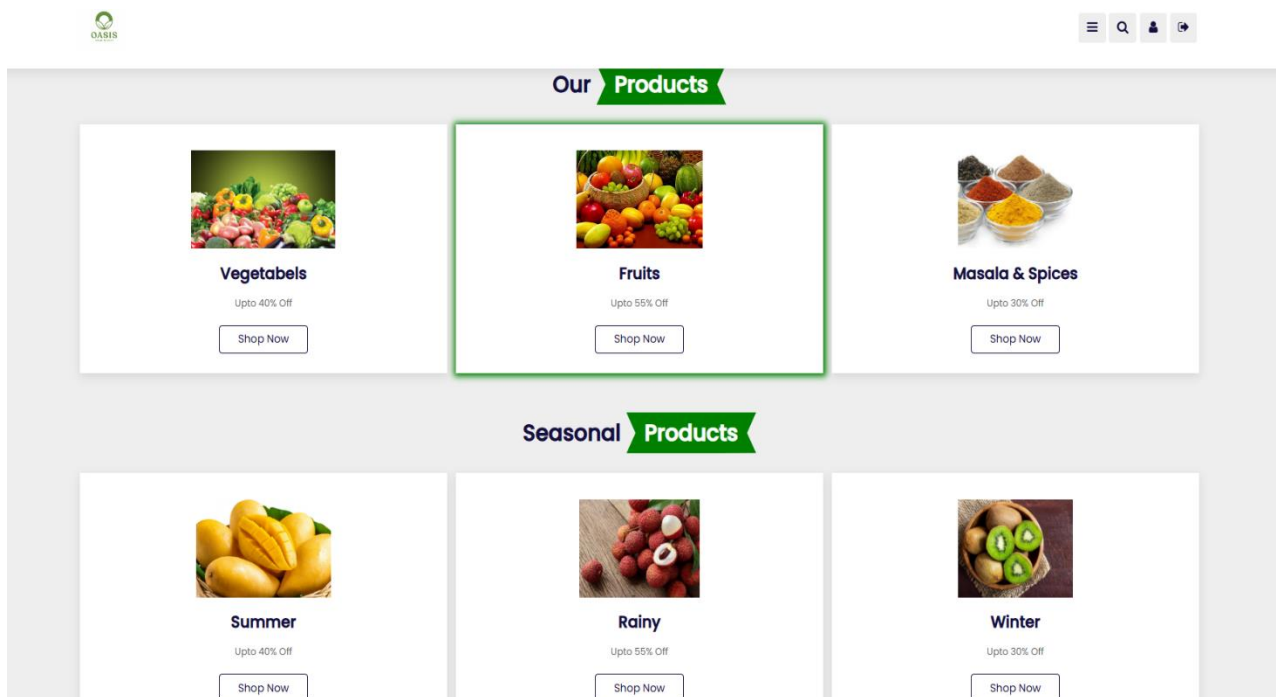 OASIS
Our Products
Vegetabels
Upto 40% Off
Shop Now
Fruits
Upto 55% Off
Shop Now
Masala & Spices
Upto 30% Off
Shop Now
Seasonal Products
Summer
Upto 40% Off
Shop Now
Rainy
Upto 55% Off
Shop Now
Winter
Upto 30% Off
Shop Now